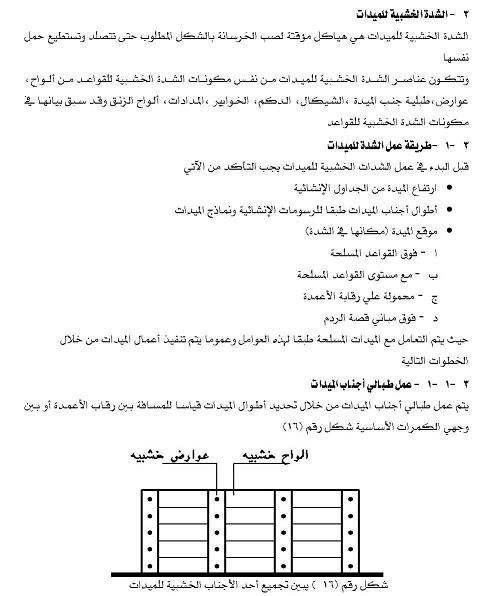 ٢ - الشدة الخشبية للميدات
الشدة الخشبية للميدات هي هياكل مؤقتة لصب الخرسانة بالشكل المطلوب حتى تتصلد وتستطيع حمل
نفسها
وتتكون عناصر الشدة الخشبية للميدات من نفس مكونات الشدة الخشبية للقواعد من ألواح،
عوارض،طبلية جنب الميدة ،الشيكال، الدكم، الخوابير ،المدادات، ألواح الزنق وقد سبق بيانها في
مكونات الشدة الخشبية للقواعد
٢ -١ -طريقة عمل الشدة للميدات
قبل البدء في عمل الشدات الخشبية للميدات يجب التأكد من الآتي
• ارتفاع الميدة من الجداول الإنشائية
• أطوال أجناب الميدات طبقا للرسومات الإنشائية ونماذج الميدات
• موقع الميدة (مكانها في الشدة)
ا - فوق القواعد المسلحة
ب - مع مستوى القواعد المسلحة
ج - محمولة علي رقابة الأعمدة
د - فوق مباني قصة الردم
حيث يتم التعامل مع الميدات المسلحة طبقا لهذه العوامل وعموما يتم تنفيذ أعمال الميدات من خلال
الخطوات التالية
٢ -١ -١ - عمل طبالي أجناب الميدات
يتم عمل طبالي أجناب الميدات من خلال تحديد أطوال الميدات قياسا للمسافة بين رقاب الأعمدة أو بين
وجهي الكمرات الأساسية شكل رقم (١٦)
الواح خشبيه
عوارض خشبيه
شكل رقم (١٦ ) يبين تجميع أحد الأجناب الخشبية للميدات